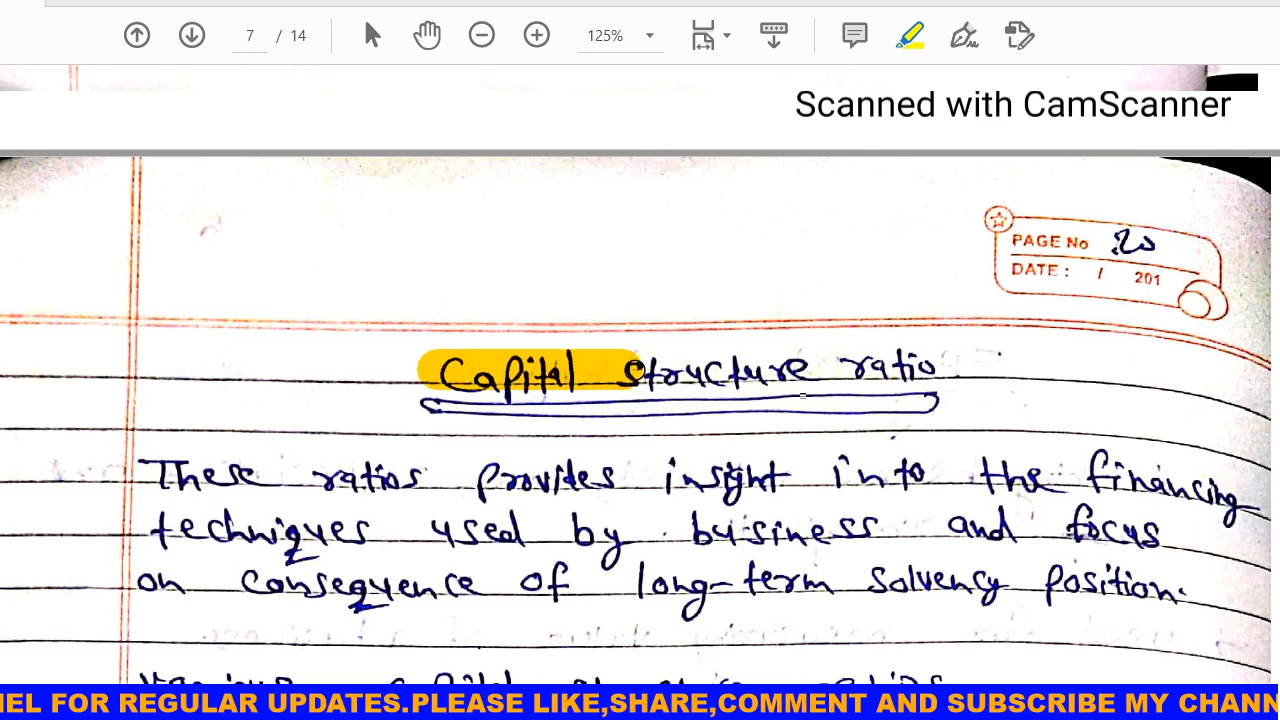 7 / 14 125%
Scanned with CamScanner
PAGE No 20
DATE : / 201
Capital structure ratio
These ratios provides insight into the financing
techniques used by business and focus
on consequence of long-term solvency position.
NEL FOR REGULAR UPDATES.PLEASE LIKE,SHARE,COMMENT AND SUBSCRIBE MY CHANN